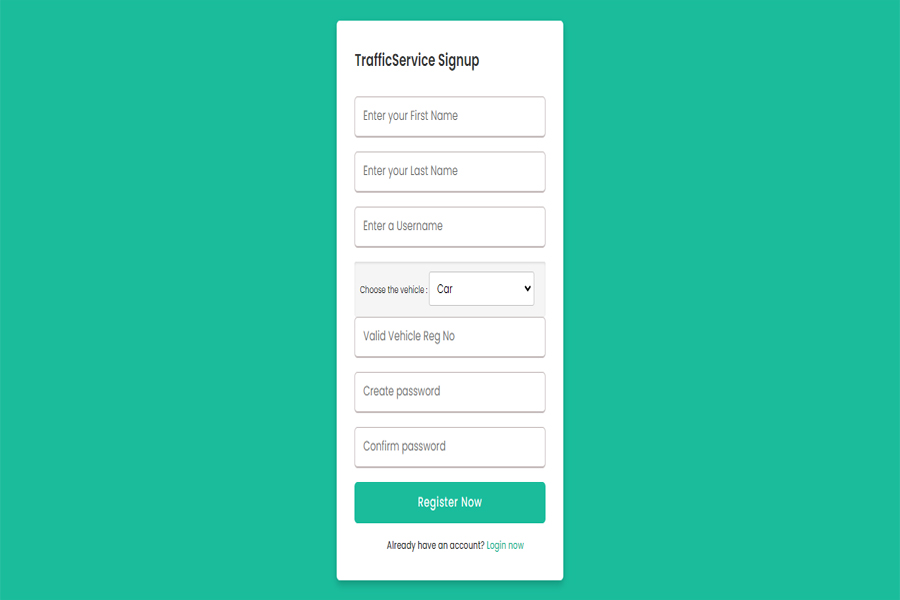 TrafficService Signup
Enter your First Name
Enter your Last Name
Enter a Username
Choose the vehicle : Car
Valid Vehicle Reg No
Create password
Confirm password
Register Now
Already have an account? Login now